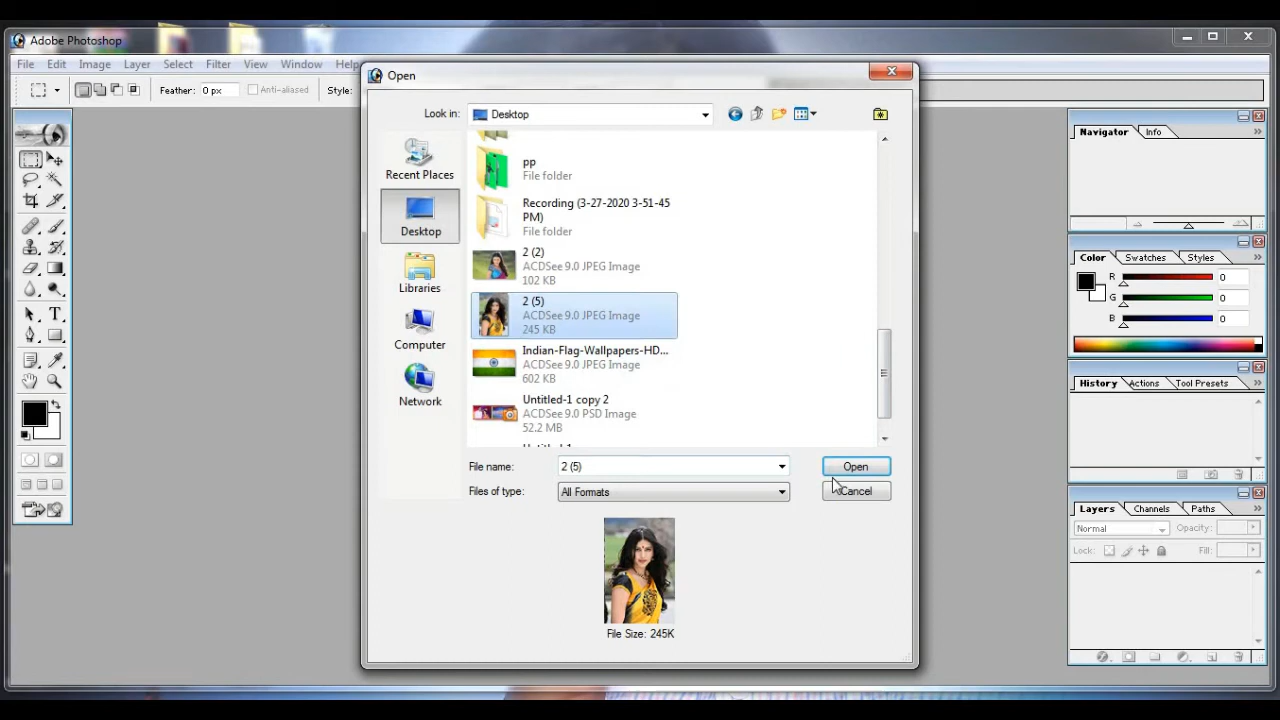 Adobe Photoshop
File Edit Image Layer Select Filter View Window Help
Feather: 0 px Anti-aliased Style:
Open
Look in: Desktop
Recent Places
Desktop
Libraries
Computer
Network
pp
File folder
Recording (3-27-2020 3-51-45
PM)
File folder
2 (2)
ACDSee 9.0 JPEG Image
102 KB
2 (5)
ACDSee 9.0 JPEG Image
245 KB
Indian-Flag-Wallpapers-HD...
ACDSee 9.0 JPEG Image
602 KB
Untitled-1 copy 2
ACDSee 9.0 PSD Image
52.2 MB
File name: 2 (5) Open
Files of type: All Formats Cancel
File Size: 245K
Navigator Info
Color Swatches Styles
R 0
G 0
B 0
History Actions Tool Presets
Layers Channels Paths
Normal Opacity:
Lock: Fill: